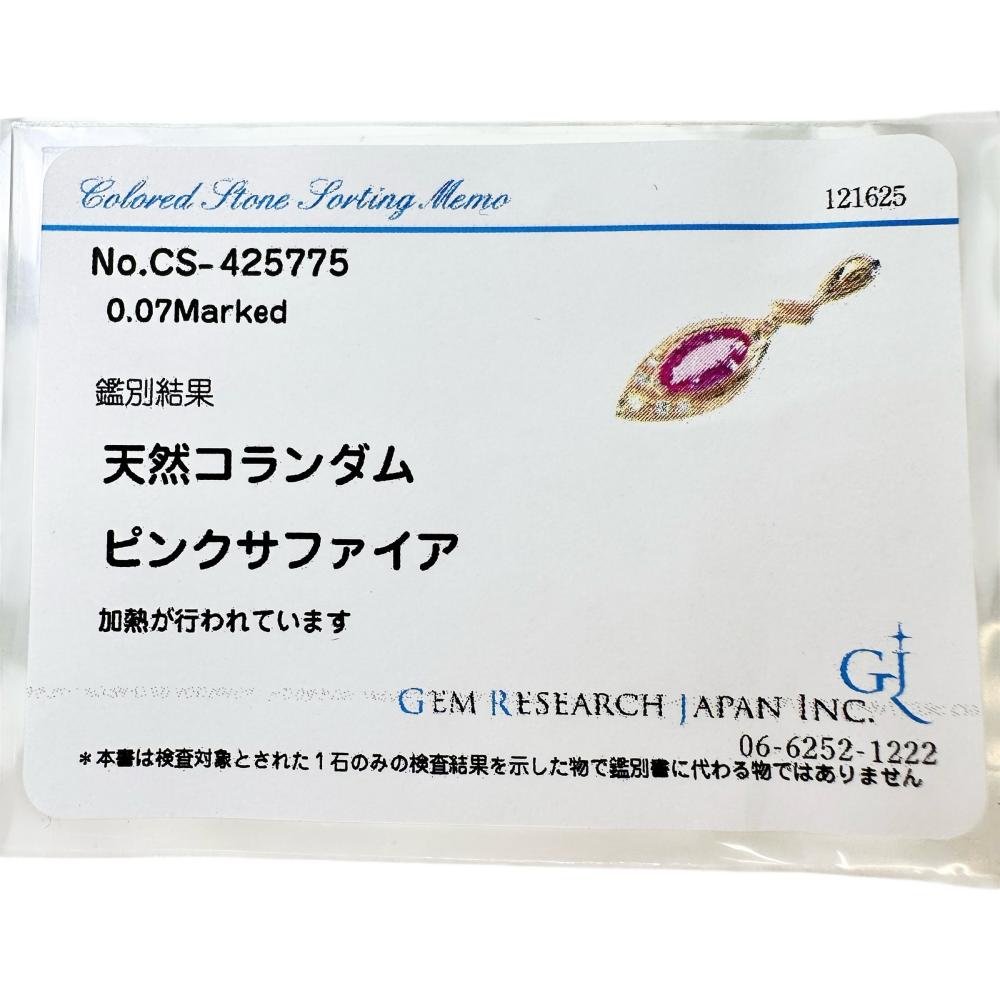 Colored Stone Sorting Memo
121625
No.CS-425775
0.07Marked
鑑別結果
天然コランダム
ピンクサファイア
加熱が行われています
GJ
GEM RESEARCH JAPAN INC.
06-6252-1222
*本書は検査対象とされた1石のみの検査結果を示した物で鑑別書に代わる物ではありません